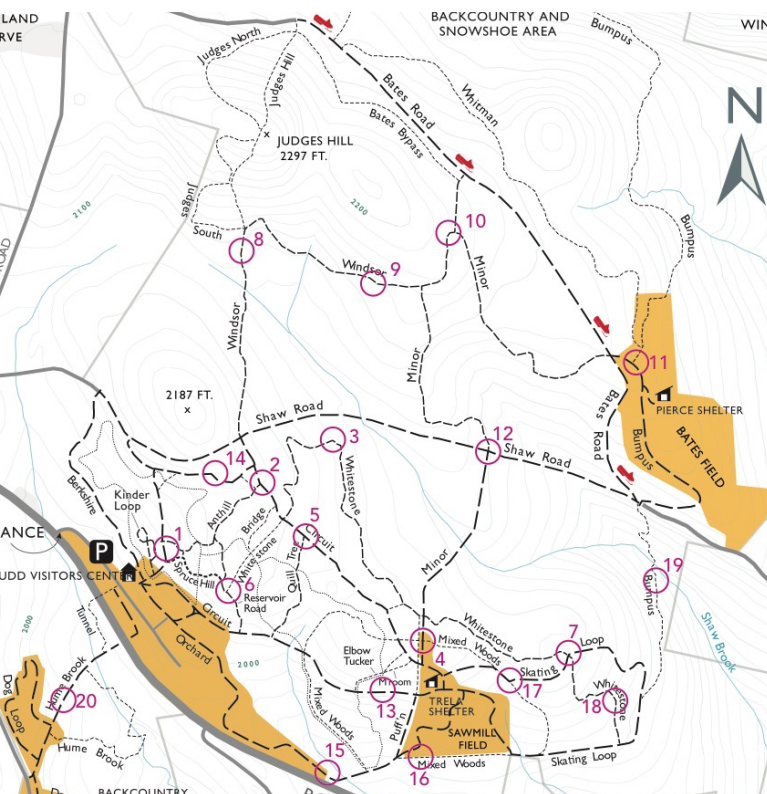 LAND
RVE
BACKCOUNTRY AND
SNOWSHOE AREA
WIN
Bumpus
Judges North
Judges Hill
Bates Road
Whitman
Bates Bypass
N
JUDGES HILL
2297 FT.
x
2100
2200
Judges
South
ROAD
8
10
Bumpus
Windsor
9
Minor
Windsor
Minor
11
PIERCE SHELTER
2187 FT.
x
Shaw Road
Bates
Road
Bumpus
BATES FIELD
3
12
Shaw Road
14
2
Whitestone
Berkshire
Kinder
Loop
Anthill
Bridge
5
Circuit
ANCE
P
1
UDD VISITORS CENTER
Spruce Hill
Whitestone
Tree
Quill
6
Reservoir
Road
Minor
19
Bumpus
Shaw Brook
2000
Tunnel
Circuit
Orchard
2000
Elbow
Tucker
Whitestone
Mixed
Woods
4
7
Loop
Skating
17
Mroom
13
TRELA
SHELTER
Whitestone
18
Dog
Loop
Hume Brook
20
Mixed Woods
Puff'n
SAWMILL
FIELD
Hume Brook
15
16
Mixed Woods
Skating Loop
BACKCOUNTRY